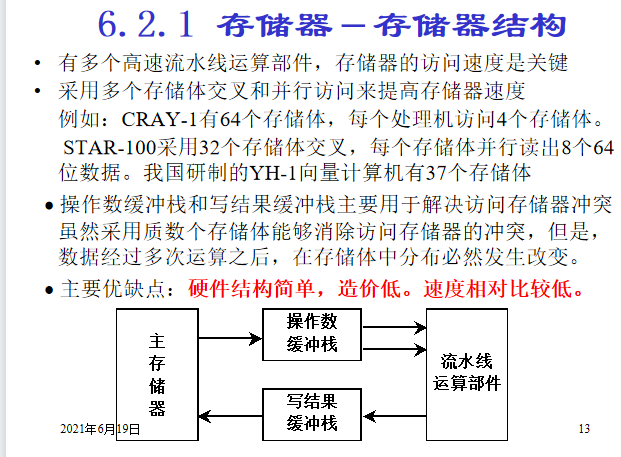 6.2.1 存储器－存储器结构
• 有多个高速流水线运算部件，存储器的访问速度是关键
• 采用多个存储体交叉和并行访问来提高存储器速度
例如：CRAY-1有64个存储体，每个处理机访问4个存储体。
STAR-100采用32个存储体交叉，每个存储体并行读出8个64
位数据。我国研制的YH-1向量计算机有37个存储体
● 操作数缓冲栈和写结果缓冲栈主要用于解决访问存储器冲突
虽然采用质数个存储体能够消除访问存储器的冲突，但是，
数据经过多次运算之后，在存储体中分布必然发生改变。
● 主要优缺点：硬件结构简单，造价低。速度相对比较低。
主
存
储
器
操作数
缓冲栈
写结果
缓冲栈
流水线
运算部件
2021年6月19日
13